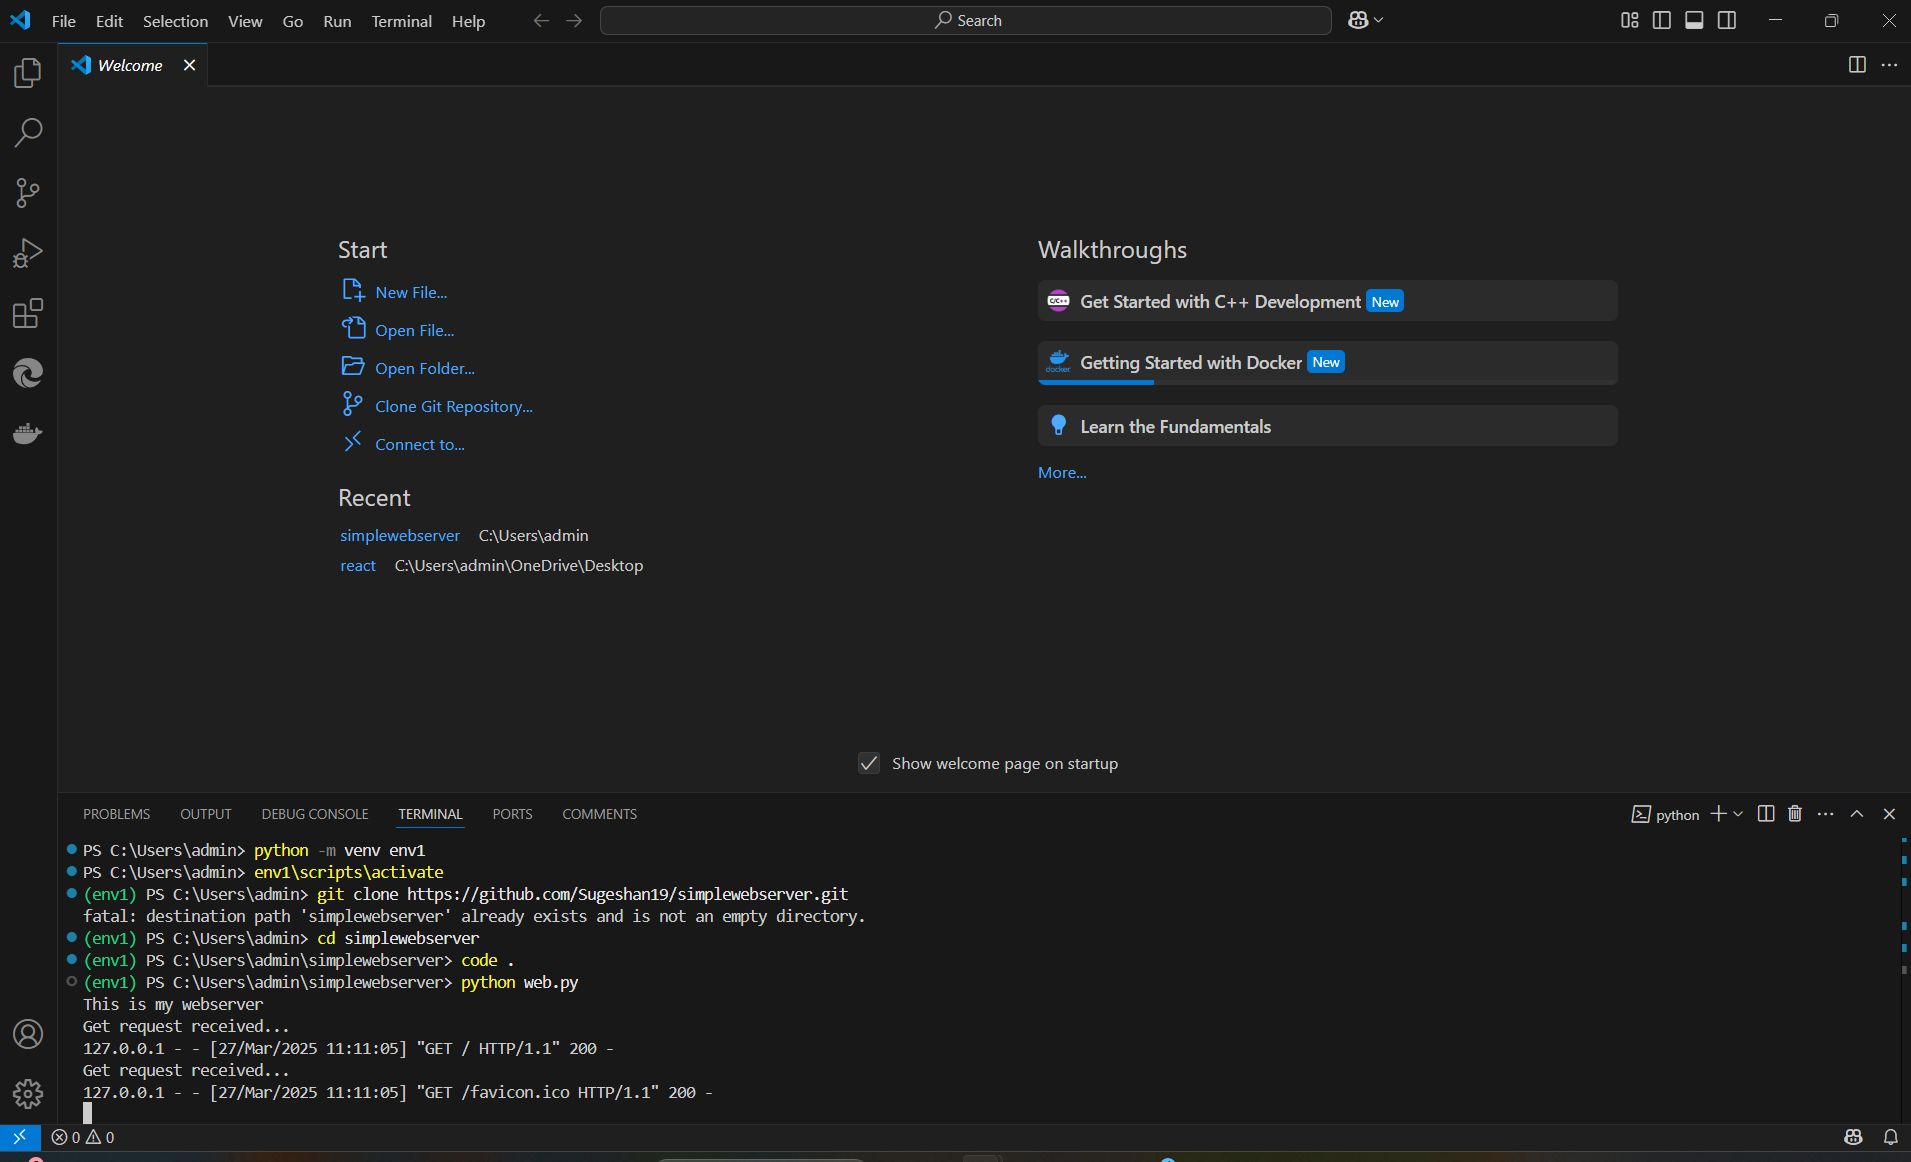 File Edit Selection View Go Run Terminal Help Search
Welcome
Start
New File...
Open File...
Open Folder...
Clone Git Repository...
Connect to...
Recent
simplewebserver C:\Users\admin
react C:\Users\admin\OneDrive\Desktop
Walkthroughs
C/C++ Get Started with C++ Development New
docker Getting Started with Docker New
Learn the Fundamentals
More...
Show welcome page on startup
PROBLEMS OUTPUT DEBUG CONSOLE TERMINAL PORTS COMMENTS python
PS C:\Users\admin> python -m venv env1
PS C:\Users\admin> env1\scripts\activate
(env1) PS C:\Users\admin> git clone https://github.com/Sugeshan19/simplewebserver.git
fatal: destination path 'simplewebserver' already exists and is not an empty directory.
(env1) PS C:\Users\admin> cd simplewebserver
(env1) PS C:\Users\admin\simplewebserver> code .
(env1) PS C:\Users\admin\simplewebserver> python web.py
This is my webserver
Get request received...
127.0.0.1 - - [27/Mar/2025 11:11:05] "GET / HTTP/1.1" 200 -
Get request received...
127.0.0.1 - - [27/Mar/2025 11:11:05] "GET /favicon.ico HTTP/1.1" 200 -
0 0